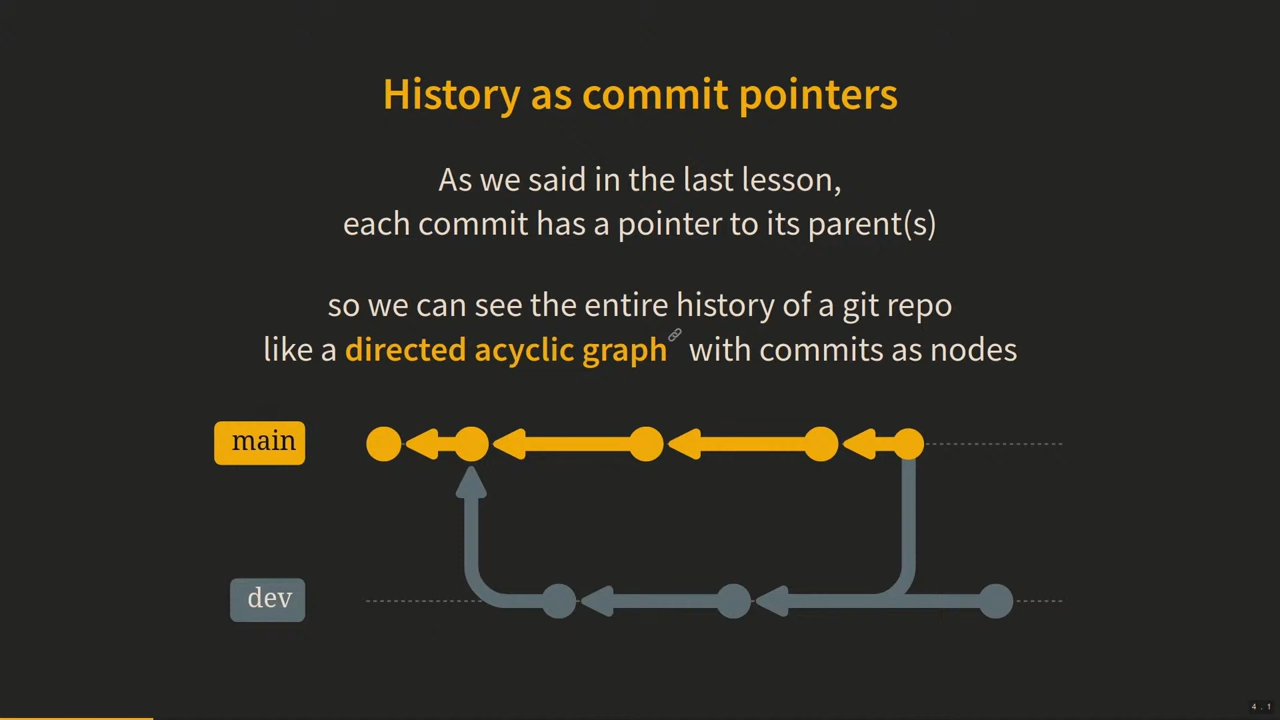 History as commit pointers
As we said in the last lesson,
each commit has a pointer to its parent(s)
so we can see the entire history of a git repo
like a directed acyclic graph with commits as nodes
main
dev
4 . 1